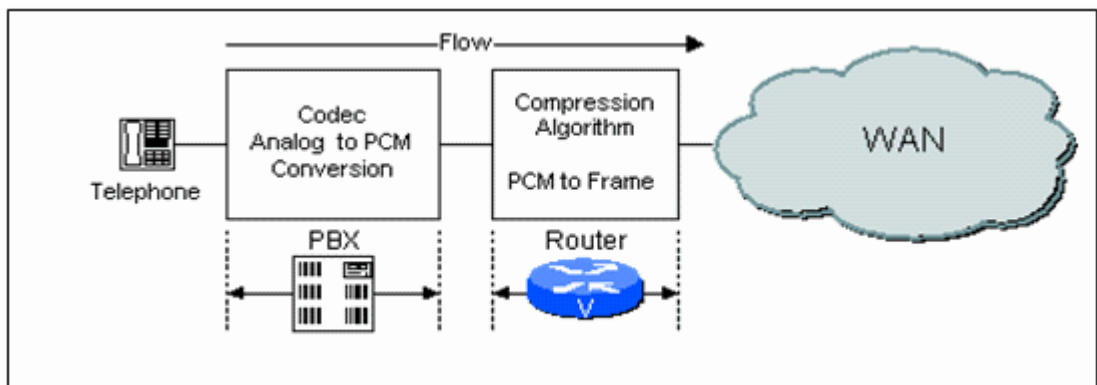 Flow
Telephone
Codec
Analog to PCM
Conversion
Compression
Algorithm
PCM to Frame
WAN
PBX
Router
V